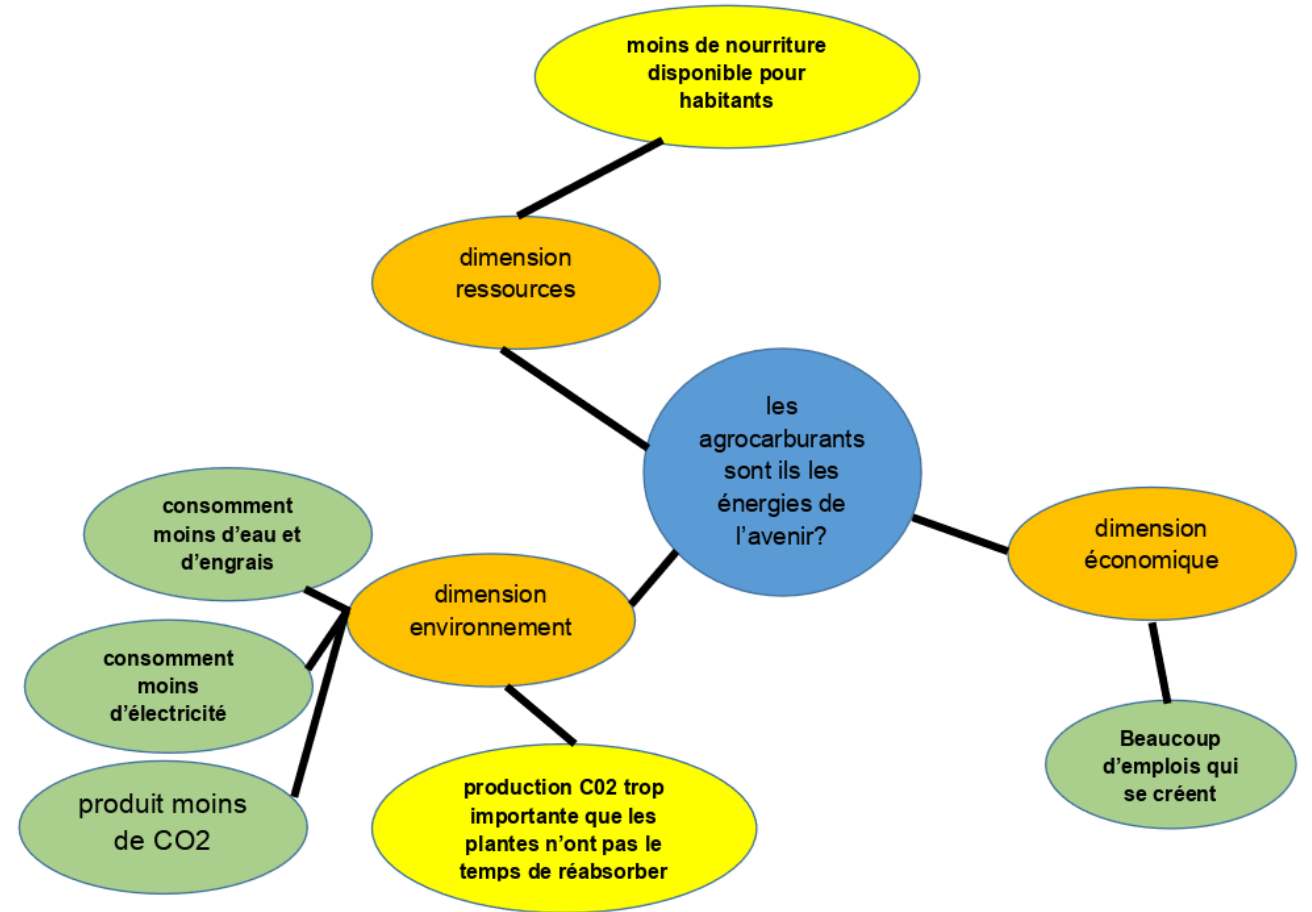 moins de nourriture
disponible pour
habitants
dimension
ressources
les
agrocarburants
sont ils les
énergies de
l'avenir?
dimension
économique
Beaucoup
d'emplois qui
se créent
consomment
moins d'eau et
d'engrais
dimension
environnement
consomment
moins
d'électricité
produit moins
de CO2
production C02 trop
importante que les
plantes n'ont pas le
temps de réabsorber